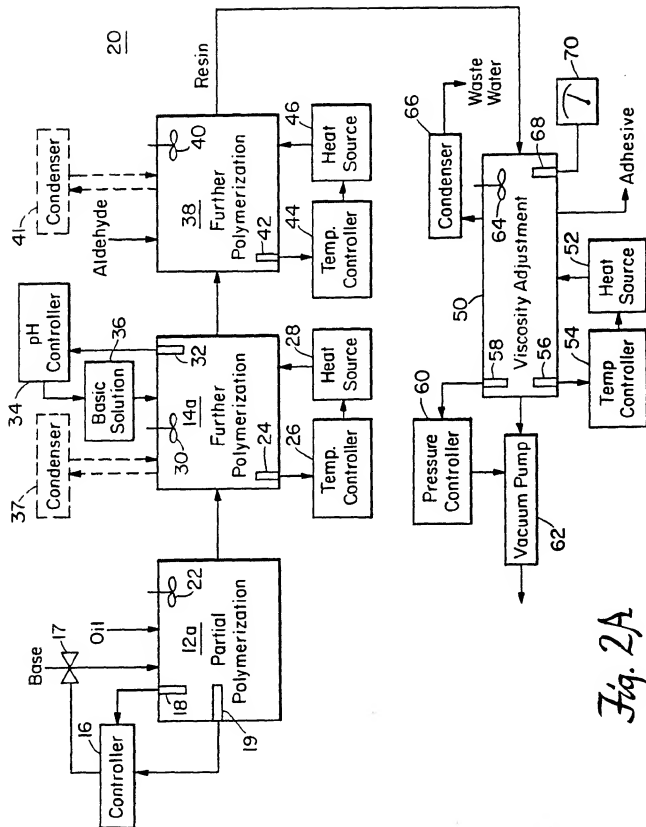 20
Base
17
Oil
16
Controller
18
19
22
12a
Partial
Polymerization
37
Condenser
34
pH
Controller
36
Basic
Solution
32
30
14a
Further
Polymerization
24
26
Temp.
Controller
28
Heat
Source
41
Condenser
Aldehyde
40
38
Further
Polymerization
42
44
Temp.
Controller
46
Heat
Source
Resin
50
Viscosity Adjustment
64
66
Condenser
Waste
Water
68
70
Adhesive
52
Heat
Source
54
Temp
Controller
56
58
60
Pressure
Controller
Vacuum Pump
62
Fig. 2A